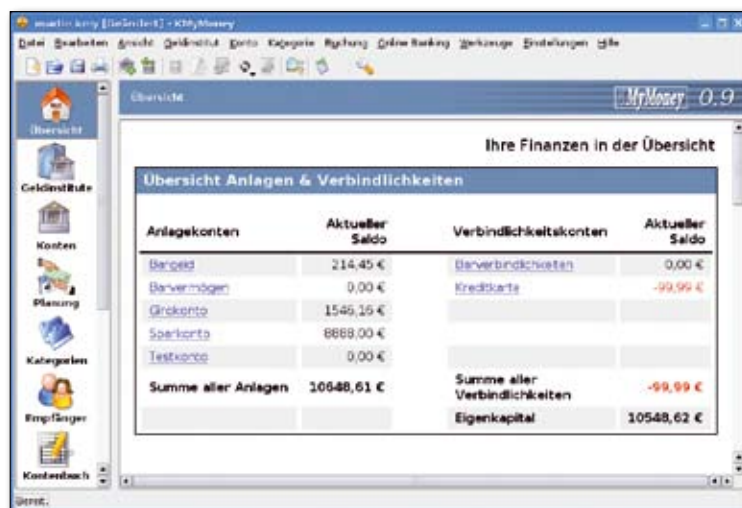 martin.kmy [Geändert] - KMyMoney
Datei Bearbeiten Ansicht Geldinstitut Konto Kategorie Buchung Online Banking Werkzeuge Einstellungen Hilfe
Übersicht
MyMoney 0.9
Übersicht
Geldinstitute
Konten
Planung
Kategorien
Empfänger
Kontenbuch
Ihre Finanzen in der Übersicht
Übersicht Anlagen & Verbindlichkeiten
Anlagekonten Aktueller Saldo Verbindlichkeitskonten Aktueller Saldo
Bargeld 214,45 € Barverbindlichkeiten 0,00 €
Barvermögen 0,00 € Kreditkarte -99,99 €
Girokonto 1546,16 €
Sparkonto 8888,00 €
Testkonto 0,00 €
Summe aller Anlagen 10648,61 € Summe aller Verbindlichkeiten -99,99 €
Eigenkapital 10548,62 €
Bereit.